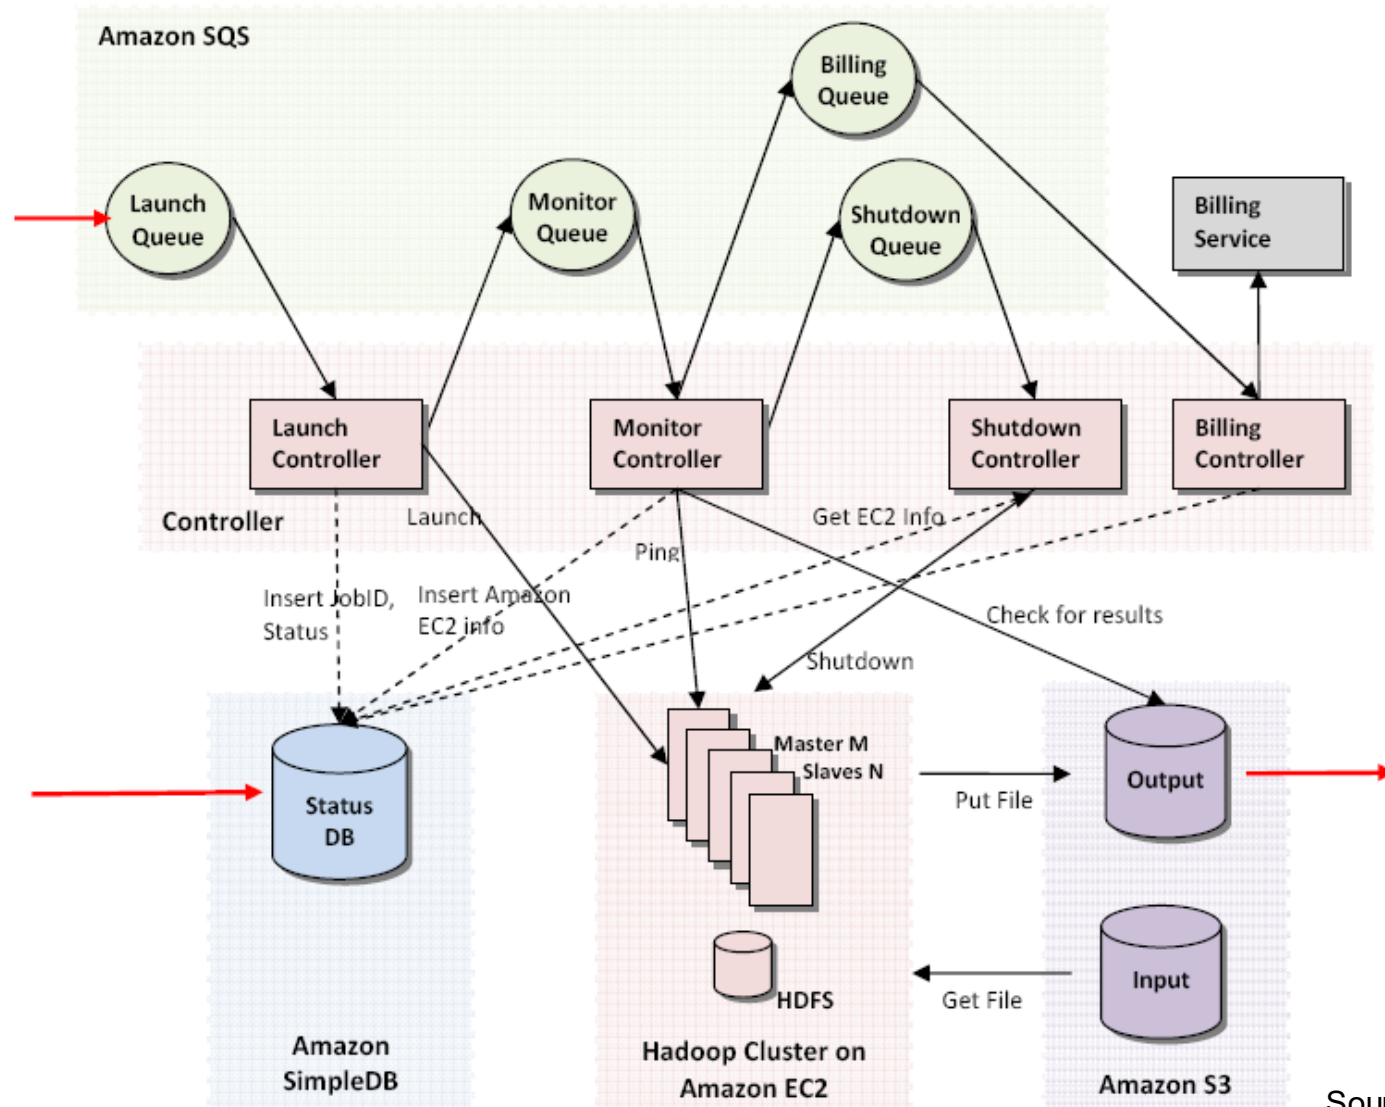 Amazon SQS
Billing
Queue
Launch
Queue
Monitor
Queue
Shutdown
Queue
Billing
Service
Launch
Controller
Monitor
Controller
Shutdown
Controller
Billing
Controller
Controller
Launch
Get EC2 Info
Ping
Insert JobID,
Status
Insert Amazon
EC2 info
Check for results
Shutdown
Master M
Slaves N
Status
DB
Put File
Output
HDFS
Get File
Input
Amazon
SimpleDB
Hadoop Cluster on
Amazon EC2
Amazon S3